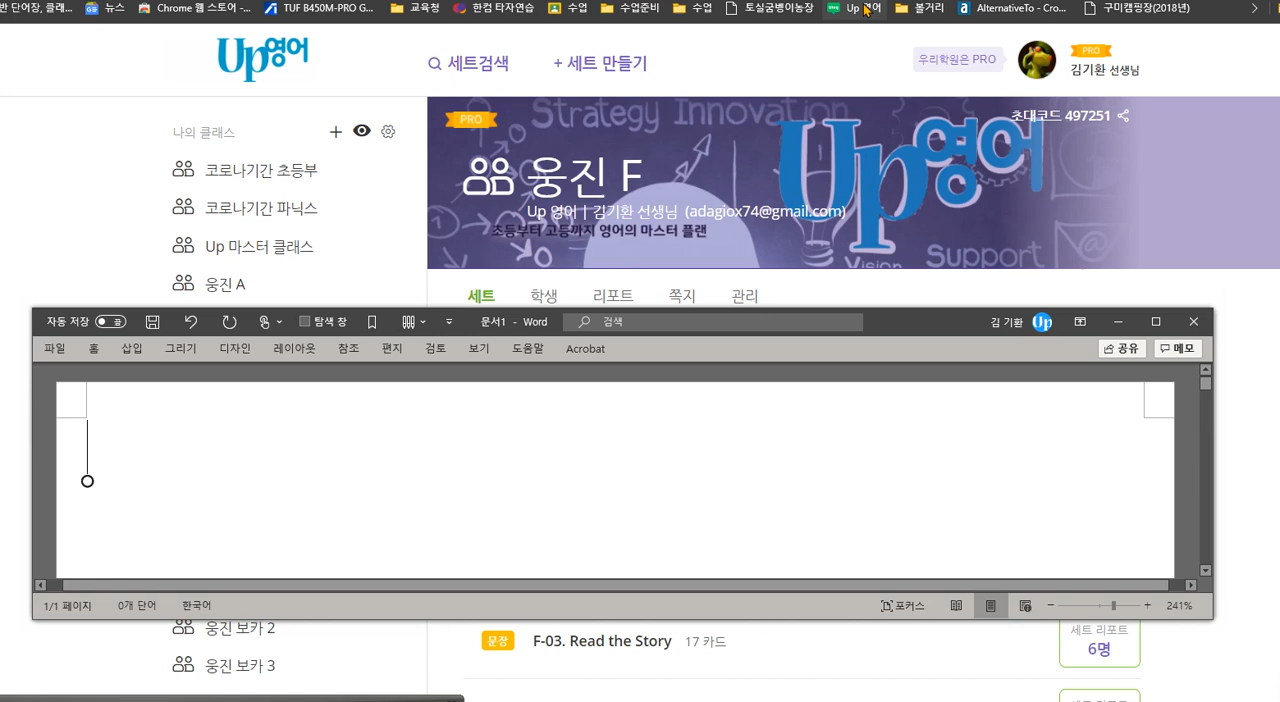 반 단어장, 클래... 뉴스 Chrome 웹 스토어 -... TUF B450M-PRO G... 교육청 한컴 타자연습 수업 수업준비 수업 토실굼벵이농장 Up 영어 볼거리 AlternativeTo - Cro... 구미캠핑장(2018년)
Up영어
세트검색 + 세트 만들기
우리학원은 PRO
PRO
김기환 선생님
나의 클래스
코로나기간 초등부
코로나기간 파닉스
Up 마스터 클래스
웅진 A
PRO
Strategy Innovation
초대코드 497251
웅진 F
Up영어
Up 영어 | 김기환 선생님 (adagiox74@gmail.com)
초등부터 고등까지 영어의 마스터 플랜
Vision Support
세트 학생 리포트 쪽지 관리
자동 저장 끔 탐색 창 문서1 - Word 검색 김 기환 Up
파일 홈 삽입 그리기 디자인 레이아웃 참조 편지 검토 보기 도움말 Acrobat 공유 메모
1/1 페이지 0개 단어 한국어 포커스 241%
웅진 보카 2
웅진 보카 3
문장 F-03. Read the Story 17 카드
세트 리포트
6명